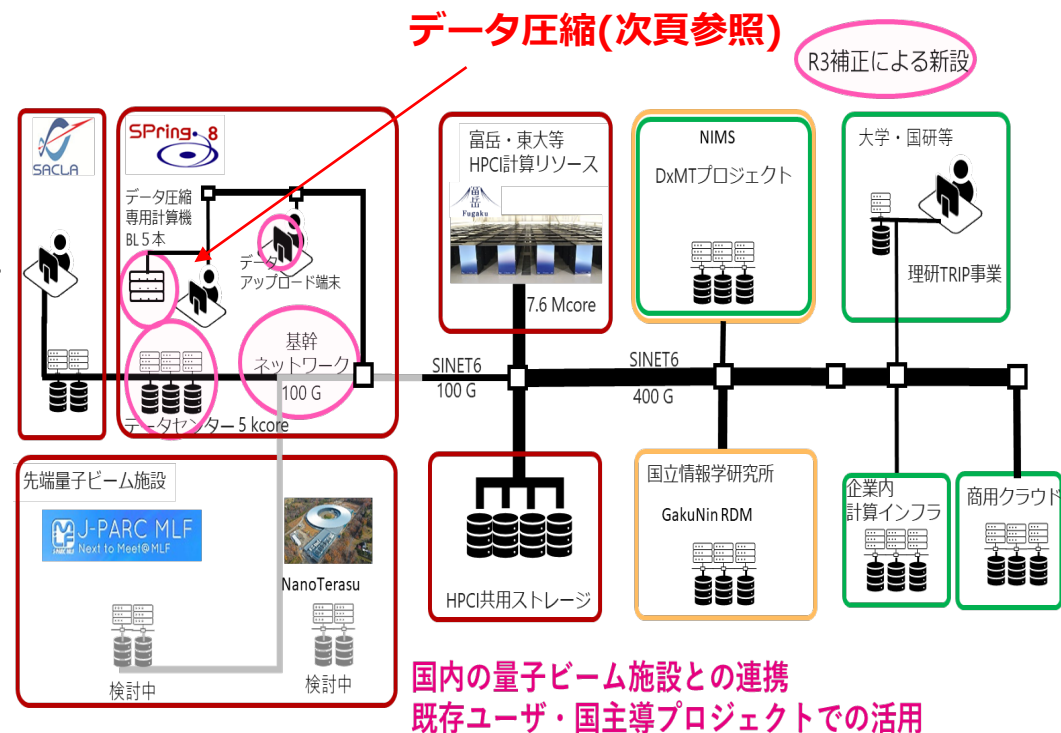 データ圧縮(次頁参照)
R3補正による新設
SACLA
SPring-8
データ圧縮
専用計算機
BL５本
データ
アップロード端末
基幹
ネットワーク
100 G
データセンター 5 kcore
富岳・東大等
HPCI計算リソース
富岳
Fugaku
7.6 Mcore
NIMS
DxMTプロジェクト
大学・国研等
理研TRIP事業
SINET6
100 G
SINET6
400 G
先端量子ビーム施設
J-PARC MLF
J-PARC MLF
Next to Meet@MLF
NanoTerasu
検討中
検討中
HPCI共用ストレージ
国立情報学研究所
GakuNin RDM
企業内
計算インフラ
商用クラウド
国内の量子ビーム施設との連携
既存ユーザ・国主導プロジェクトでの活用